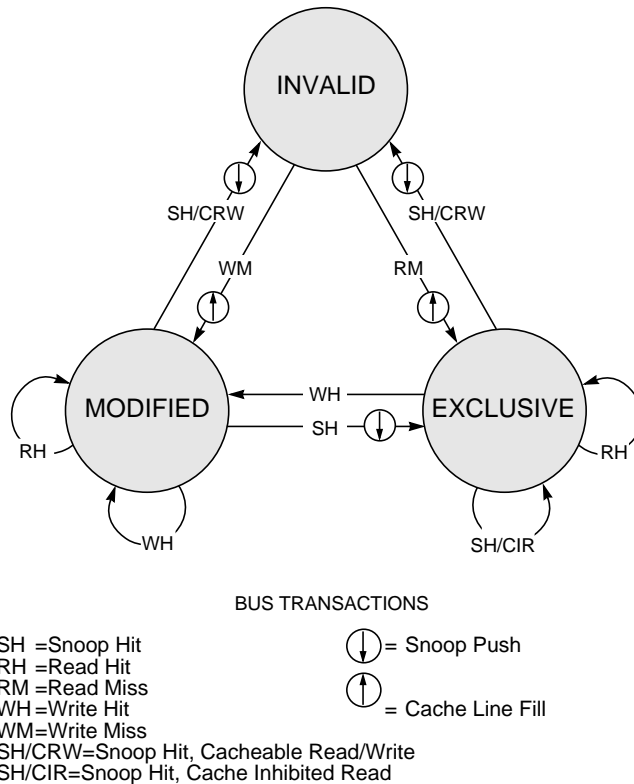 INVALID
SH/CRW
SH/CRW
WM
RM
MODIFIED
WH
EXCLUSIVE
SH
RH
RH
WH
SH/CIR
BUS TRANSACTIONS
SH =Snoop Hit
= Snoop Push
RH =Read Hit
RM =Read Miss
WH=Write Hit
= Cache Line Fill
WM=Write Miss
SH/CRW=Snoop Hit, Cacheable Read/Write
SH/CIR=Snoop Hit, Cache Inhibited Read